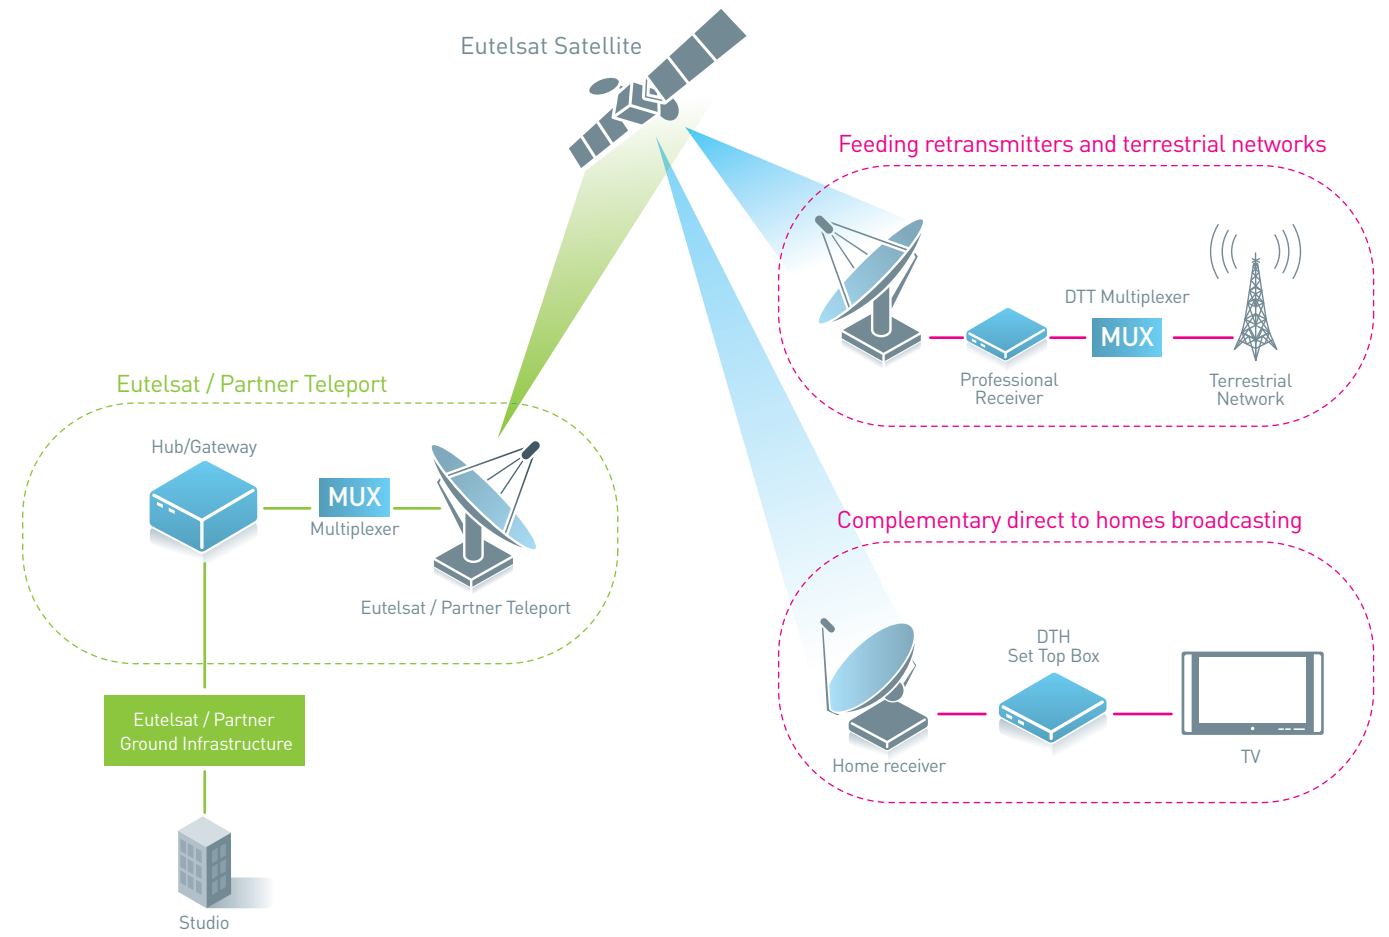 Eutelsat Satellite
Feeding retransmitters and terrestrial networks
DTT Multiplexer
MUX
Professional
Receiver
Terrestrial
Network
Eutelsat / Partner Teleport
Hub/Gateway
MUX
Multiplexer
Eutelsat / Partner Teleport
Complementary direct to homes broadcasting
DTH
Set Top Box
Home receiver
TV
Eutelsat / Partner
Ground Infrastructure
Studio